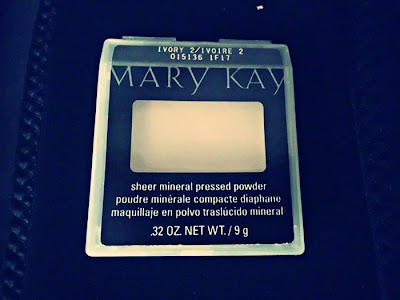 IVORY 2/IVOIRE 2
015136 1F17
MARY KAY
sheer mineral pressed powder
poudre minérale compacte diaphane
maquillaje en polvo traslúcido mineral
.32 OZ. NET WT./9 g